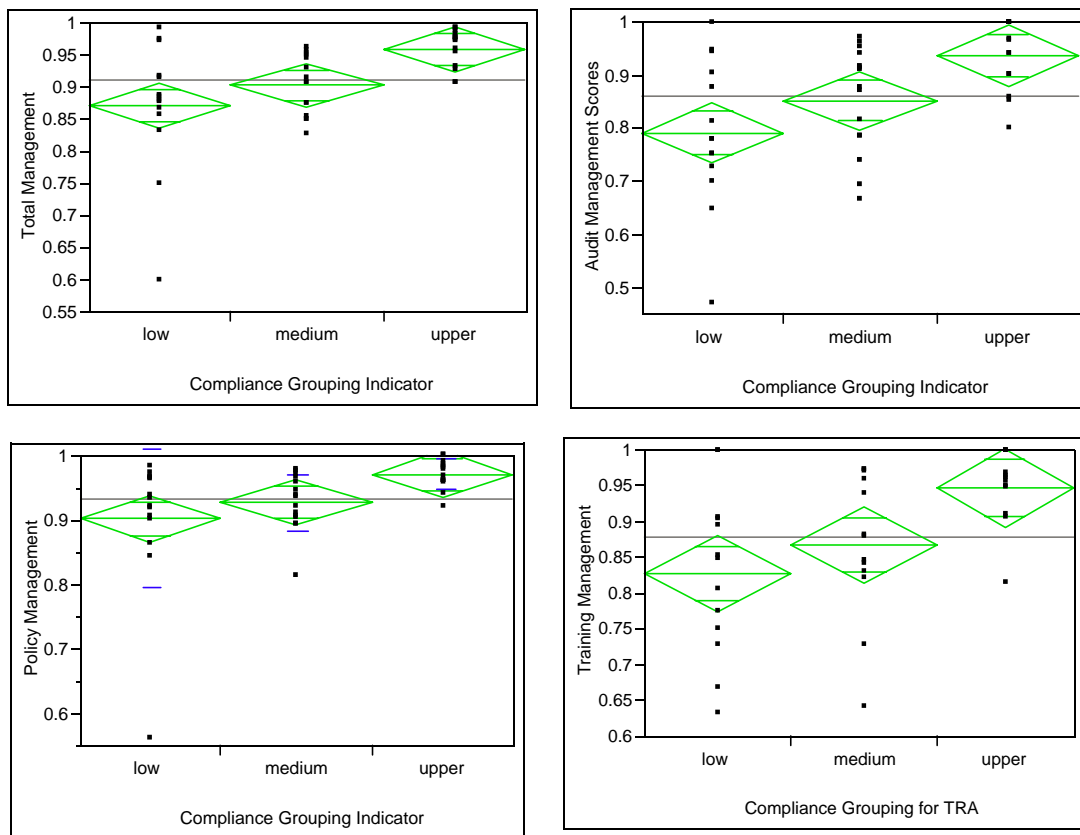 Total Management
1
0.95
0.9
0.85
0.8
0.75
0.7
0.65
0.6
0.55
low
medium
upper
Compliance Grouping Indicator
Audit Management Scores
1
0.9
0.8
0.7
0.6
0.5
low
medium
upper
Compliance Grouping Indicator
Policy Management
1
0.9
0.8
0.7
0.6
low
medium
upper
Compliance Grouping Indicator
Training Management
1
0.95
0.9
0.85
0.8
0.75
0.7
0.65
0.6
low
medium
upper
Compliance Grouping for TRA